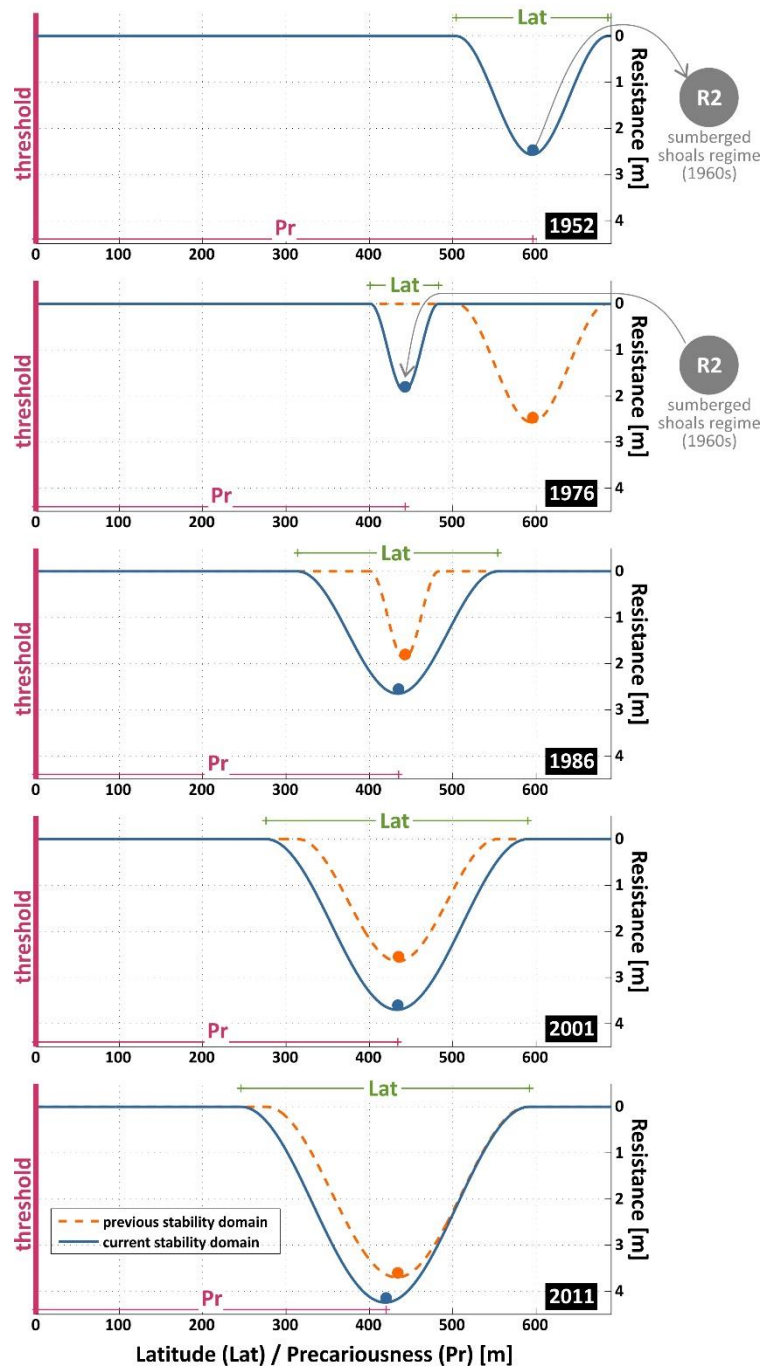 Lat
0
1
2
3
4
Resistance [m]
threshold
R2
sumberged
shoals regime
(1960s)
Pr
1952
0 100 200 300 400 500 600
Lat
0
1
2
3
4
Resistance [m]
threshold
R2
sumberged
shoals regime
(1960s)
Pr
1976
0 100 200 300 400 500 600
Lat
0
1
2
3
4
Resistance [m]
threshold
Pr
1986
0 100 200 300 400 500 600
Lat
0
1
2
3
4
Resistance [m]
threshold
Pr
2001
0 100 200 300 400 500 600
Lat
0
1
2
3
4
Resistance [m]
threshold
previous stability domain
current stability domain
Pr
2011
0 100 200 300 400 500 600
Latitude (Lat) / Precariousness (Pr) [m]